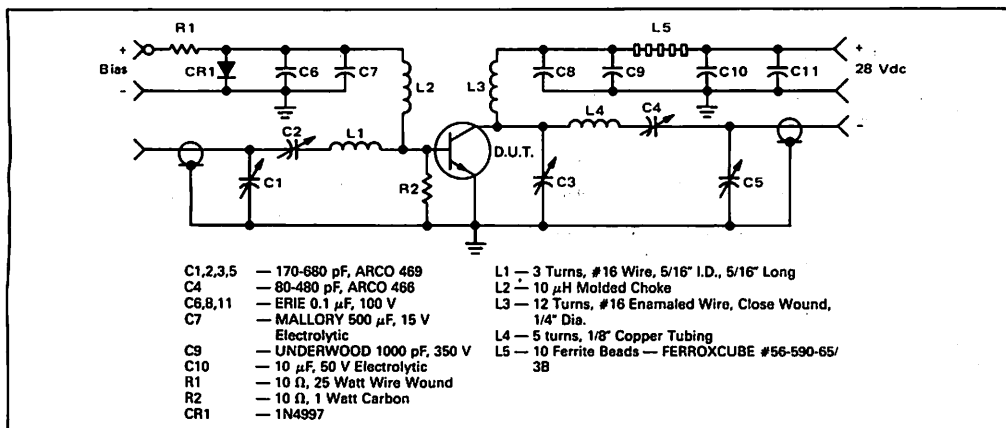 R1
L5
+
+
Bias
CR1
C6
C7
L2
L3
C8
C9
C10
C11
28 Vdc
-
L4
C4
-
C2
L1
D.U.T.
C1
R2
C3
C5
C1,2,3,5 — 170-680 pF, ARCO 469
C4 — 80-480 pF, ARCO 466
C6,8,11 — ERIE 0.1 µF, 100 V
C7 — MALLORY 500 µF, 15 V
Electrolytic
C9 — UNDERWOOD 1000 pF, 350 V
C10 — 10 µF, 50 V Electrolytic
R1 — 10 Ω, 25 Watt Wire Wound
R2 — 10 Ω, 1 Watt Carbon
CR1 — 1N4997
L1 — 3 Turns, #16 Wire, 5/16" I.D., 5/16" Long
L2 — 10 µH Molded Choke
L3 — 12 Turns, #16 Enamaled Wire, Close Wound,
1/4" Dia.
L4 — 5 turns, 1/8" Copper Tubing
L5 — 10 Ferrite Beads — FERROXCUBE #56-590-65/
3B